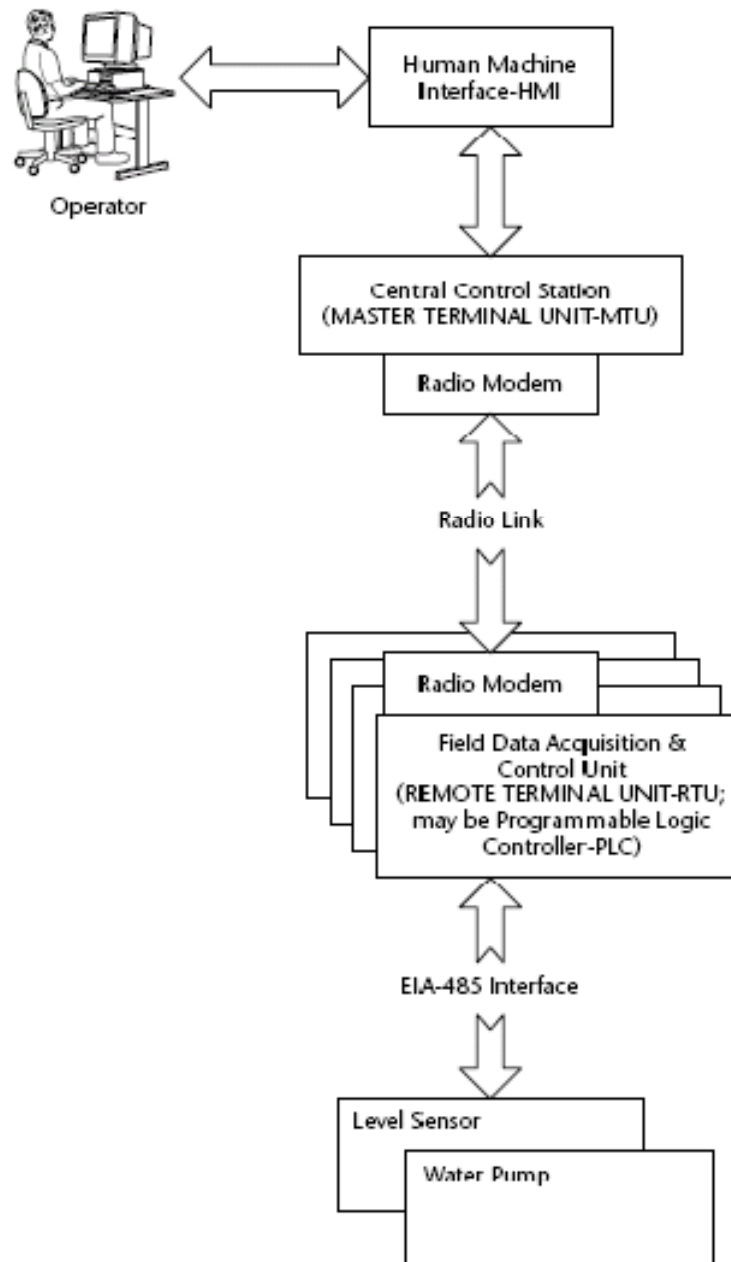 Human Machine
Interface-HMI
Operator
Central Control Station
(MASTER TERMINAL UNIT-MTU)
Radio Modem
Radio Link
Radio Modem
Field Data Acquisition &
Control Unit
(REMOTE TERMINAL UNIT-RTU;
may be Programmable Logic
Controller-PLC)
EIA-485 Interface
Level Sensor
Water Pump